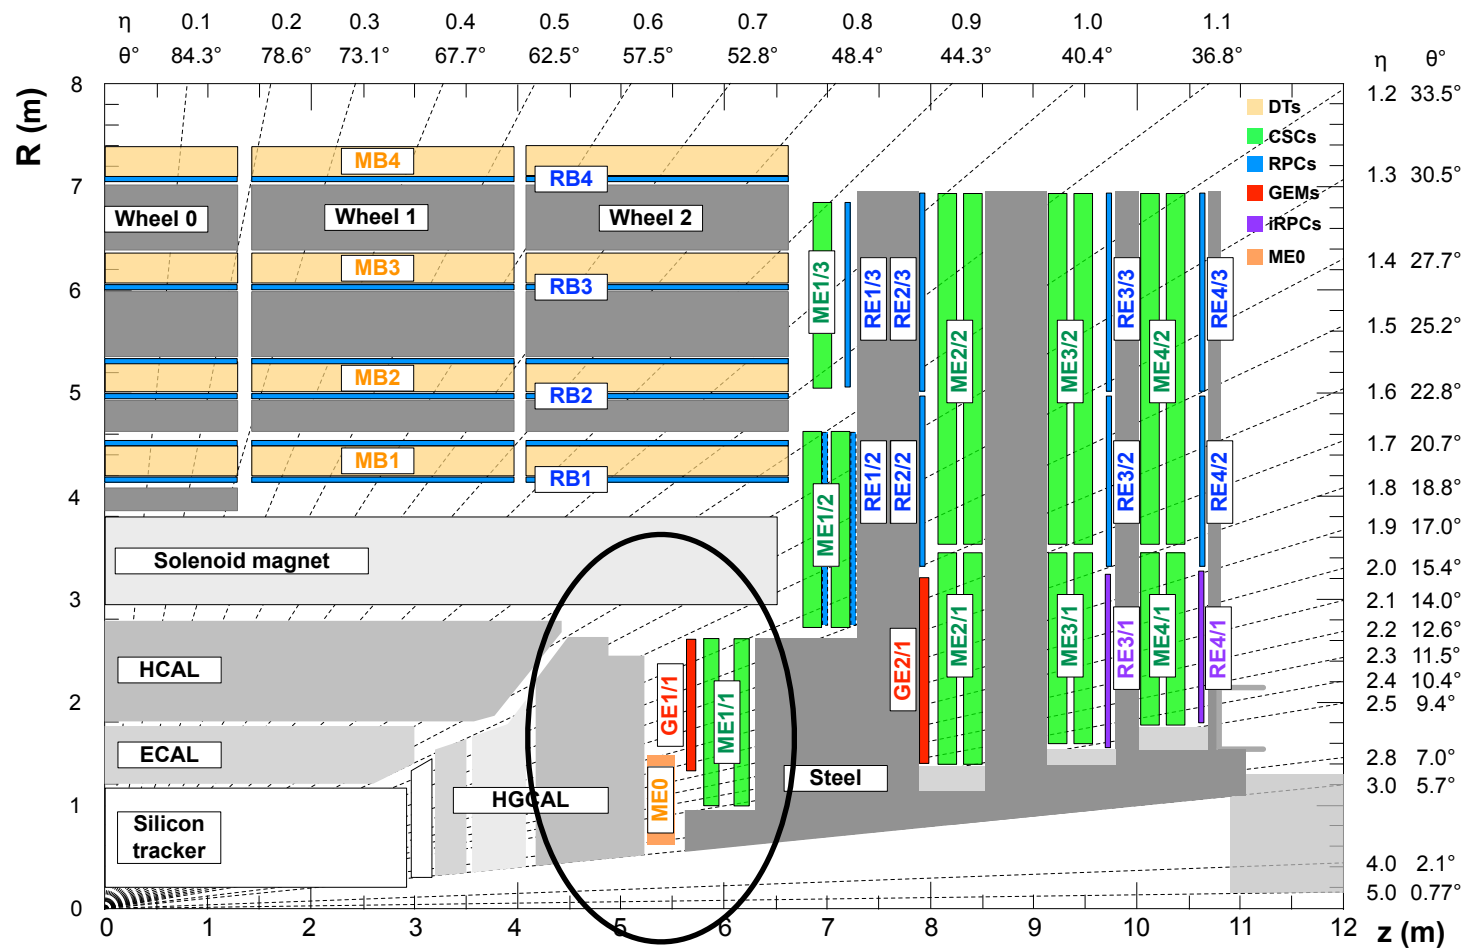 η 0.1 0.2 0.3 0.4 0.5 0.6 0.7 0.8 0.9 1.0 1.1
θ° 84.3° 78.6° 73.1° 67.7° 62.5° 57.5° 52.8° 48.4° 44.3° 40.4° 36.8°
η θ°
R (m)
8
7
6
5
4
3
2
1
0
1.2 33.5°
1.3 30.5°
1.4 27.7°
1.5 25.2°
1.6 22.8°
1.7 20.7°
1.8 18.8°
1.9 17.0°
2.0 15.4°
2.1 14.0°
2.2 12.6°
2.3 11.5°
2.4 10.4°
2.5 9.4°
2.8 7.0°
3.0 5.7°
4.0 2.1°
5.0 0.77°
DTs
CSCs
RPCs
GEMs
iRPCs
ME0
MB4
RB4
Wheel 0
Wheel 1
Wheel 2
MB3
RB3
MB2
RB2
MB1
RB1
Solenoid magnet
HCAL
ECAL
Silicon
tracker
HGCAL
Steel
ME0
GE1/1
ME1/1
ME1/2
ME1/3
RE1/3
RE2/3
RE1/2
RE2/2
GE2/1
ME2/2
ME2/1
ME3/2
ME3/1
RE3/3
RE3/2
RE3/1
ME4/2
ME4/1
RE4/3
RE4/2
RE4/1
0 1 2 3 4 5 6 7 8 9 10 11 12
z (m)